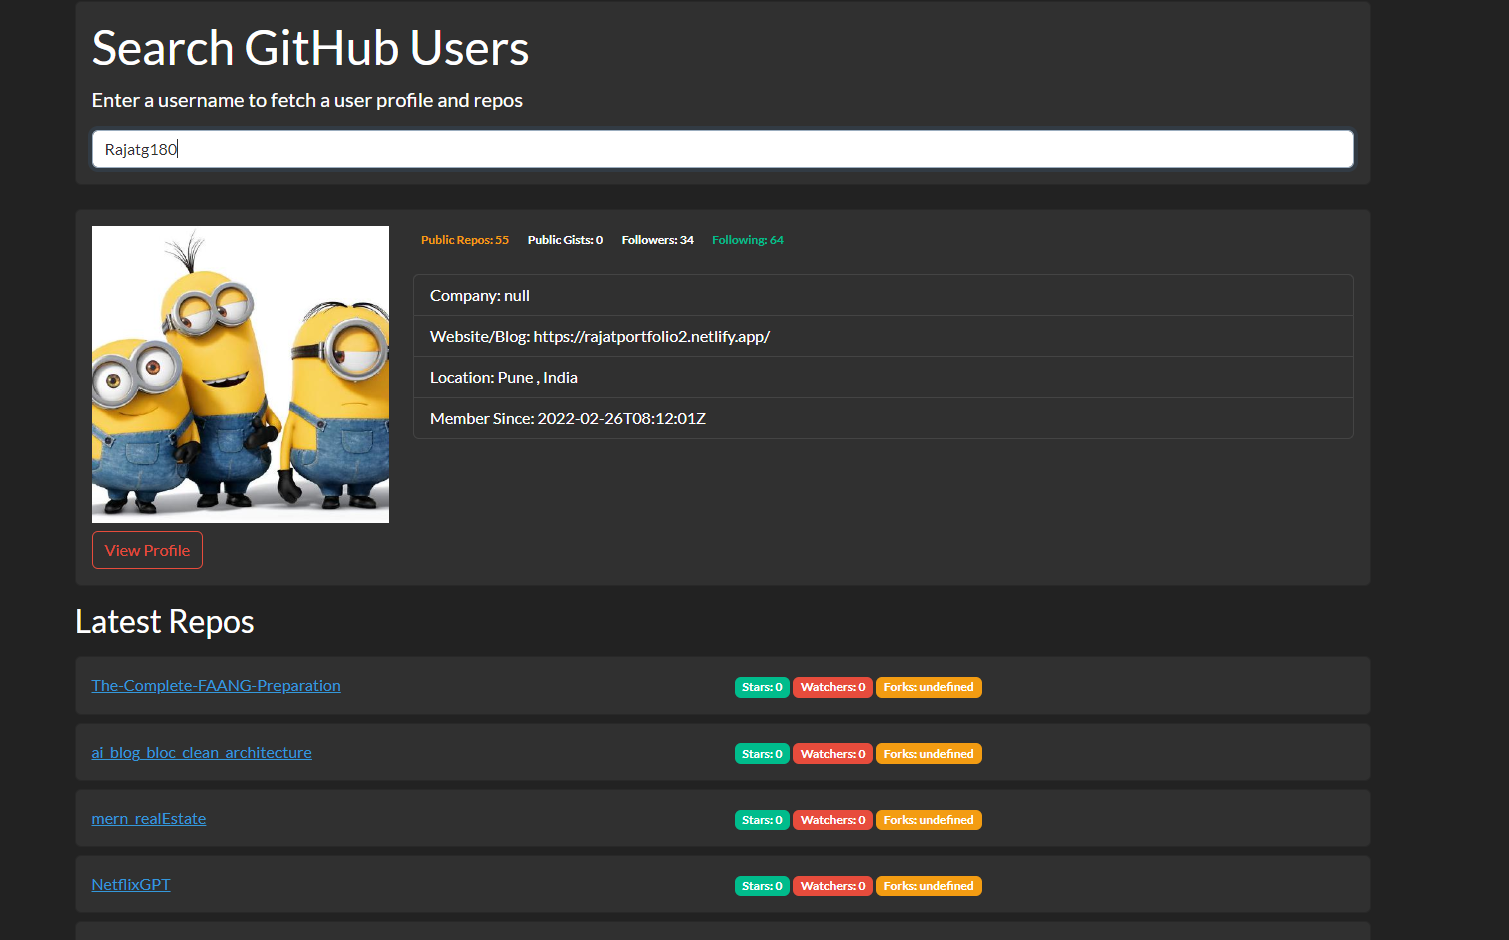 Search GitHub Users
Enter a username to fetch a user profile and repos
Rajatg180
Public Repos: 55 Public Gists: 0 Followers: 34 Following: 64
Company: null
Website/Blog: https://rajatportfolio2.netlify.app/
Location: Pune , India
Member Since: 2022-02-26T08:12:01Z
View Profile
Latest Repos
The-Complete-FAANG-Preparation Stars: 0 Watchers: 0 Forks: undefined
ai_blog_bloc_clean_architecture Stars: 0 Watchers: 0 Forks: undefined
mern_realEstate Stars: 0 Watchers: 0 Forks: undefined
NetflixGPT Stars: 0 Watchers: 0 Forks: undefined